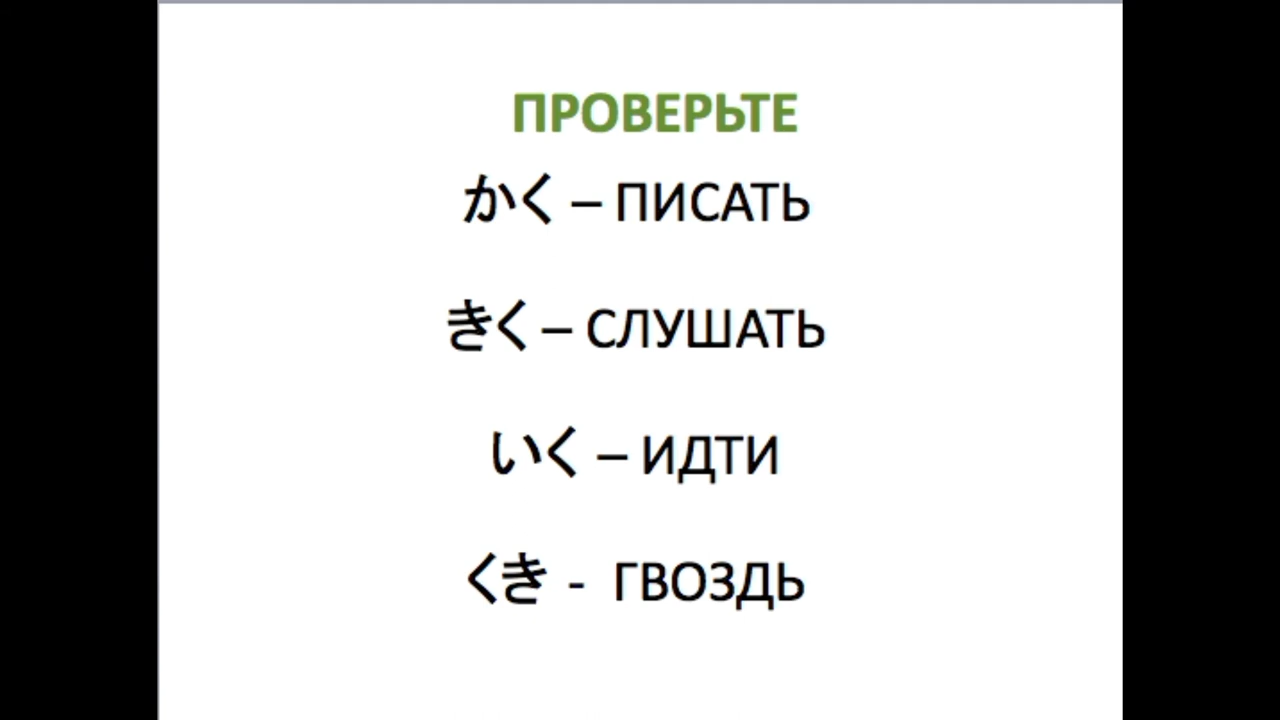 ПРОВЕРЬТЕ
かく – ПИСАТЬ
きく – СЛУШАТЬ
いく – ИДТИ
くき - ГВОЗДЬ